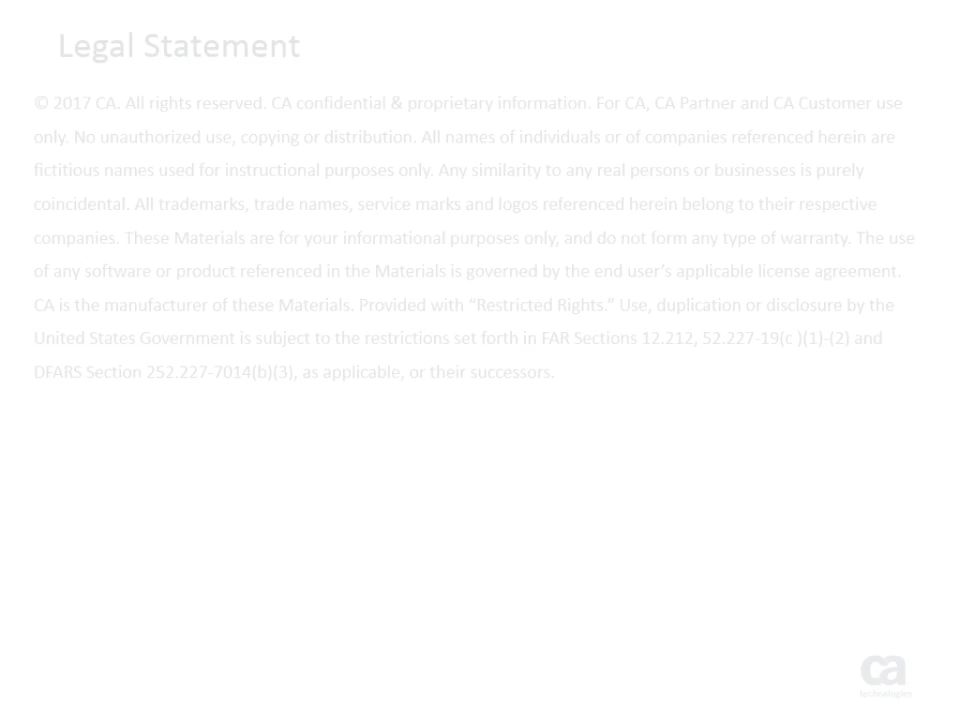 Legal Statement
© 2017 CA. All rights reserved. CA confidential & proprietary information. For CA, CA Partner and CA Customer use
only. No unauthorized use, copying or distribution. All names of individuals or of companies referenced herein are
fictitious names used for instructional purposes only. Any similarity to any real persons or businesses is purely
coincidental. All trademarks, trade names, service marks and logos referenced herein belong to their respective
companies. These Materials are for your informational purposes only, and do not form any type of warranty. The use
of any software or product referenced in the Materials is governed by the end user’s applicable license agreement.
CA is the manufacturer of these Materials. Provided with “Restricted Rights.” Use, duplication or disclosure by the
United States Government is subject to the restrictions set forth in FAR Sections 12.212, 52.227-19(c )(1)-(2) and
DFARS Section 252.227-7014(b)(3), as applicable, or their successors.
ca
technologies